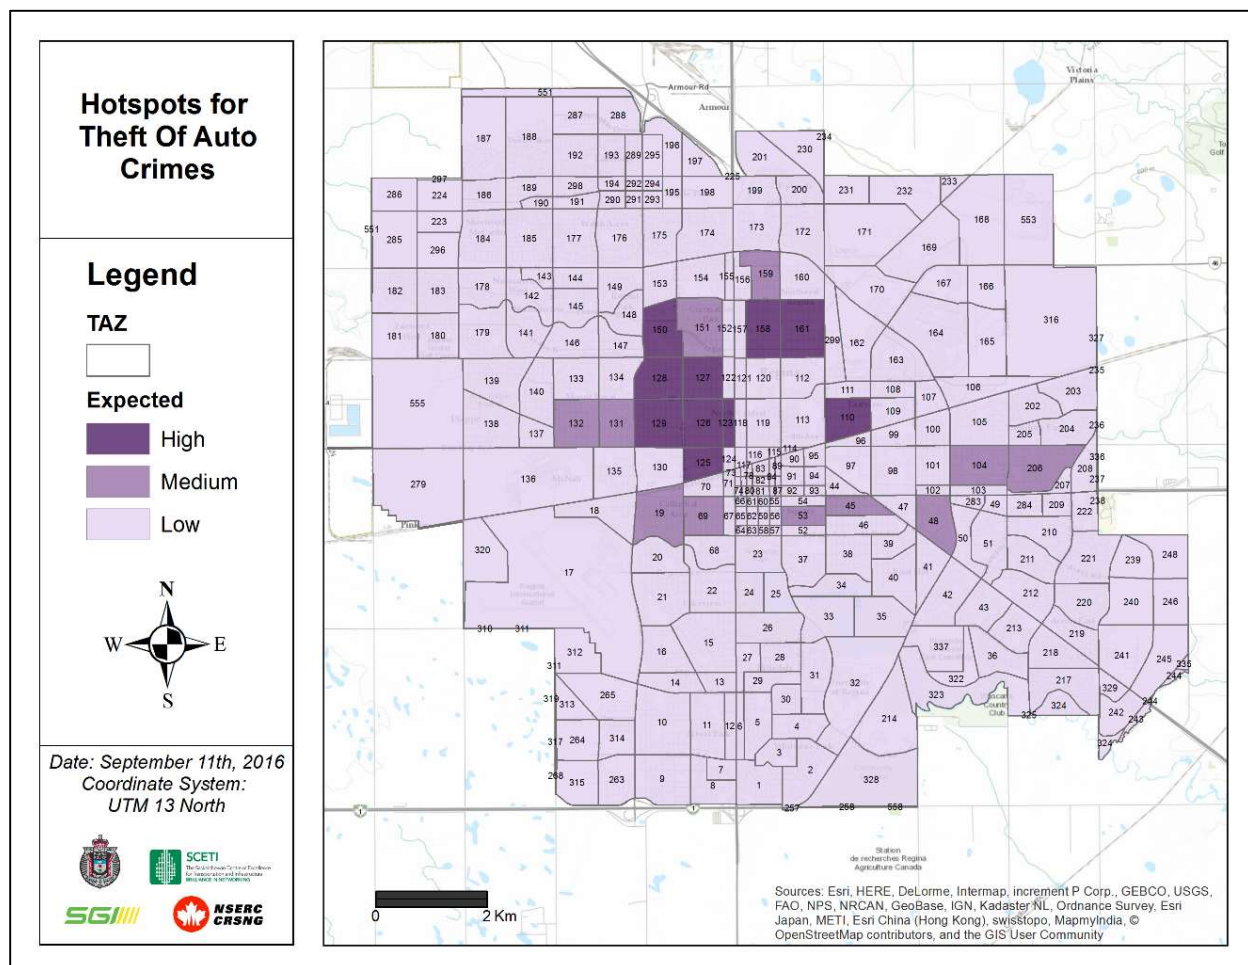 Hotspots for
Theft Of Auto
Crimes
Legend
TAZ
Expected
High
Medium
Low
N
W E
S
Date: September 11th, 2016
Coordinate System:
UTM 13 North
SCETI
SGI
NSERC
CRSNG
Armour Rd
Armour
Victoria
Plains
To
Golf
551
287 288
187 188
192 193 289 295 196
197
201 230 234
225
297
286 224 186 189 298 194 292 294 195 198 199 200 231 232 233
190 191 290 291 293
223
551 285 296 184 185 177 176 175 174 173 172 171 169 168 553
46
182 183 178 143 144 149 153 154 155 156 159 160 170 167 166
142 145 148
316
181 180 179 141 146 147 150 151 152 157 158 161 299 162 163 164 165 327
235
555 139 140 133 134 128 127 122 121 120 112 111 108 107 106 203
138 137 132 131 129 126 123 118 119 113 110 109 100 105 202 204 205 236
99 96
279 136 135 130 125 124 116 115 114 95 97 98 101 104 206 208 336
117 83 89 90 73 78 84 91 94 82 71 70 44 102 103 207 237
74 80 81 87 92 93
18 19 69 66 61 60 55 54 45 47 48 283 49 284 209 222 238
67 65 62 59 56 53 46
64 63 58 57 52
320 17 20 68 23 37 38 39 41 50 51 210 211 221 239 248
21 22 24 25 34 40 42 43 212 220 240 246
26 33 35
310 311 312 16 15 27 28 31 32 337 36 213 218 219 241 245 335
311 14 13 29 322 217 244
319 313 265 30 323 324 329 244
10 11 12 6 5 4 214 325 242 243
317 264 314 3 324
268 315 263 9 7 8 1 2 328
257 258 558
1 1
Country
Club
Station
de recherches Regina
Agriculture Canada
0 2 Km
Sources: Esri, HERE, DeLorme, Intermap, increment P Corp., GEBCO, USGS,
FAO, NPS, NRCAN, GeoBase, IGN, Kadaster NL, Ordnance Survey, Esri
Japan, METI, Esri China (Hong Kong), swisstopo, MapmyIndia, ©
OpenStreetMap contributors, and the GIS User Community